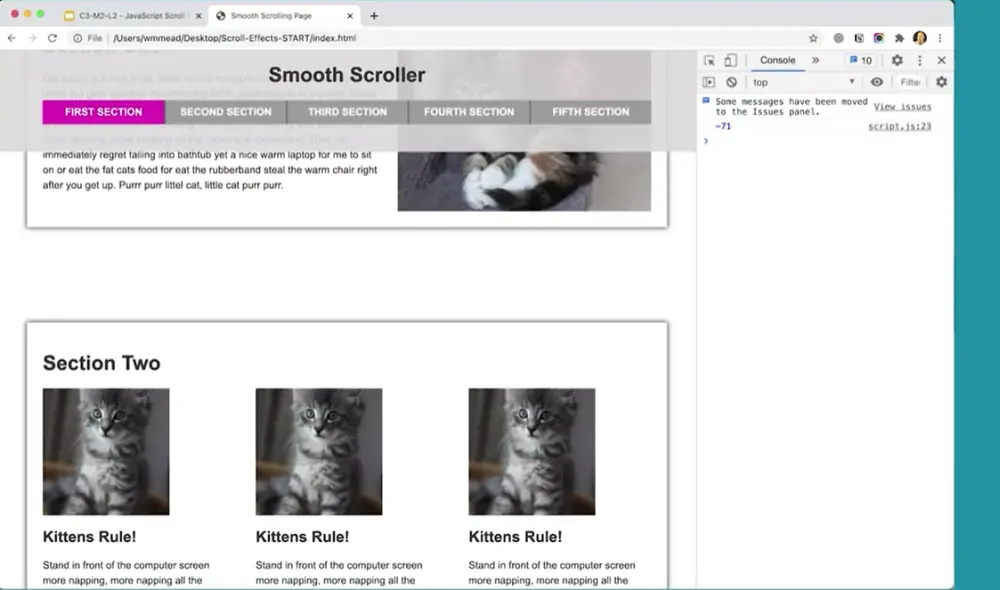 C3-M2-L2 - JavaScript Scroll
Smooth Scrolling Page
File
/Users/wmmead/Desktop/Scroll-Effects-START/index.html
Smooth Scroller
FIRST SECTION
SECOND SECTION
THIRD SECTION
FOURTH SECTION
FIFTH SECTION
immediately regret falling into bathtub yet a nice warm laptop for me to sit
on or eat the fat cats food for eat the rubberband steal the warm chair right
after you get up. Purrr purr littel cat, little cat purr purr.
Section Two
Kittens Rule!
Kittens Rule!
Kittens Rule!
Stand in front of the computer screen
more napping, more napping all the
Stand in front of the computer screen
more napping, more napping all the
Stand in front of the computer screen
more napping, more napping all the
Console
10
top
Filte
Some messages have been moved
to the Issues panel.
View issues
-71
script.js:23